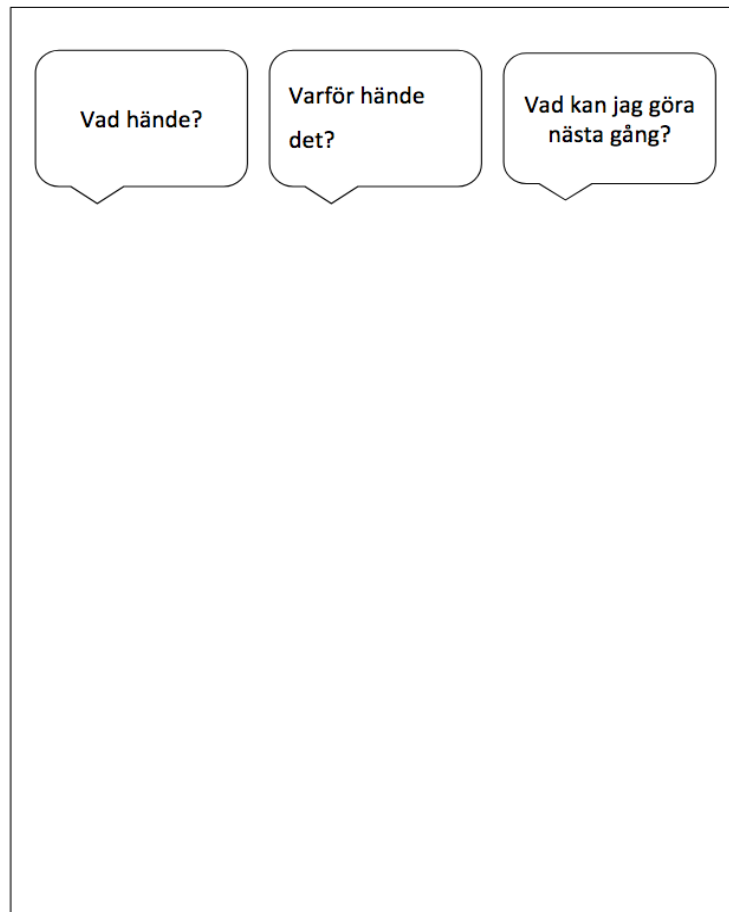 Vad hände?
Varför hände
det?
Vad kan jag göra
nästa gång?